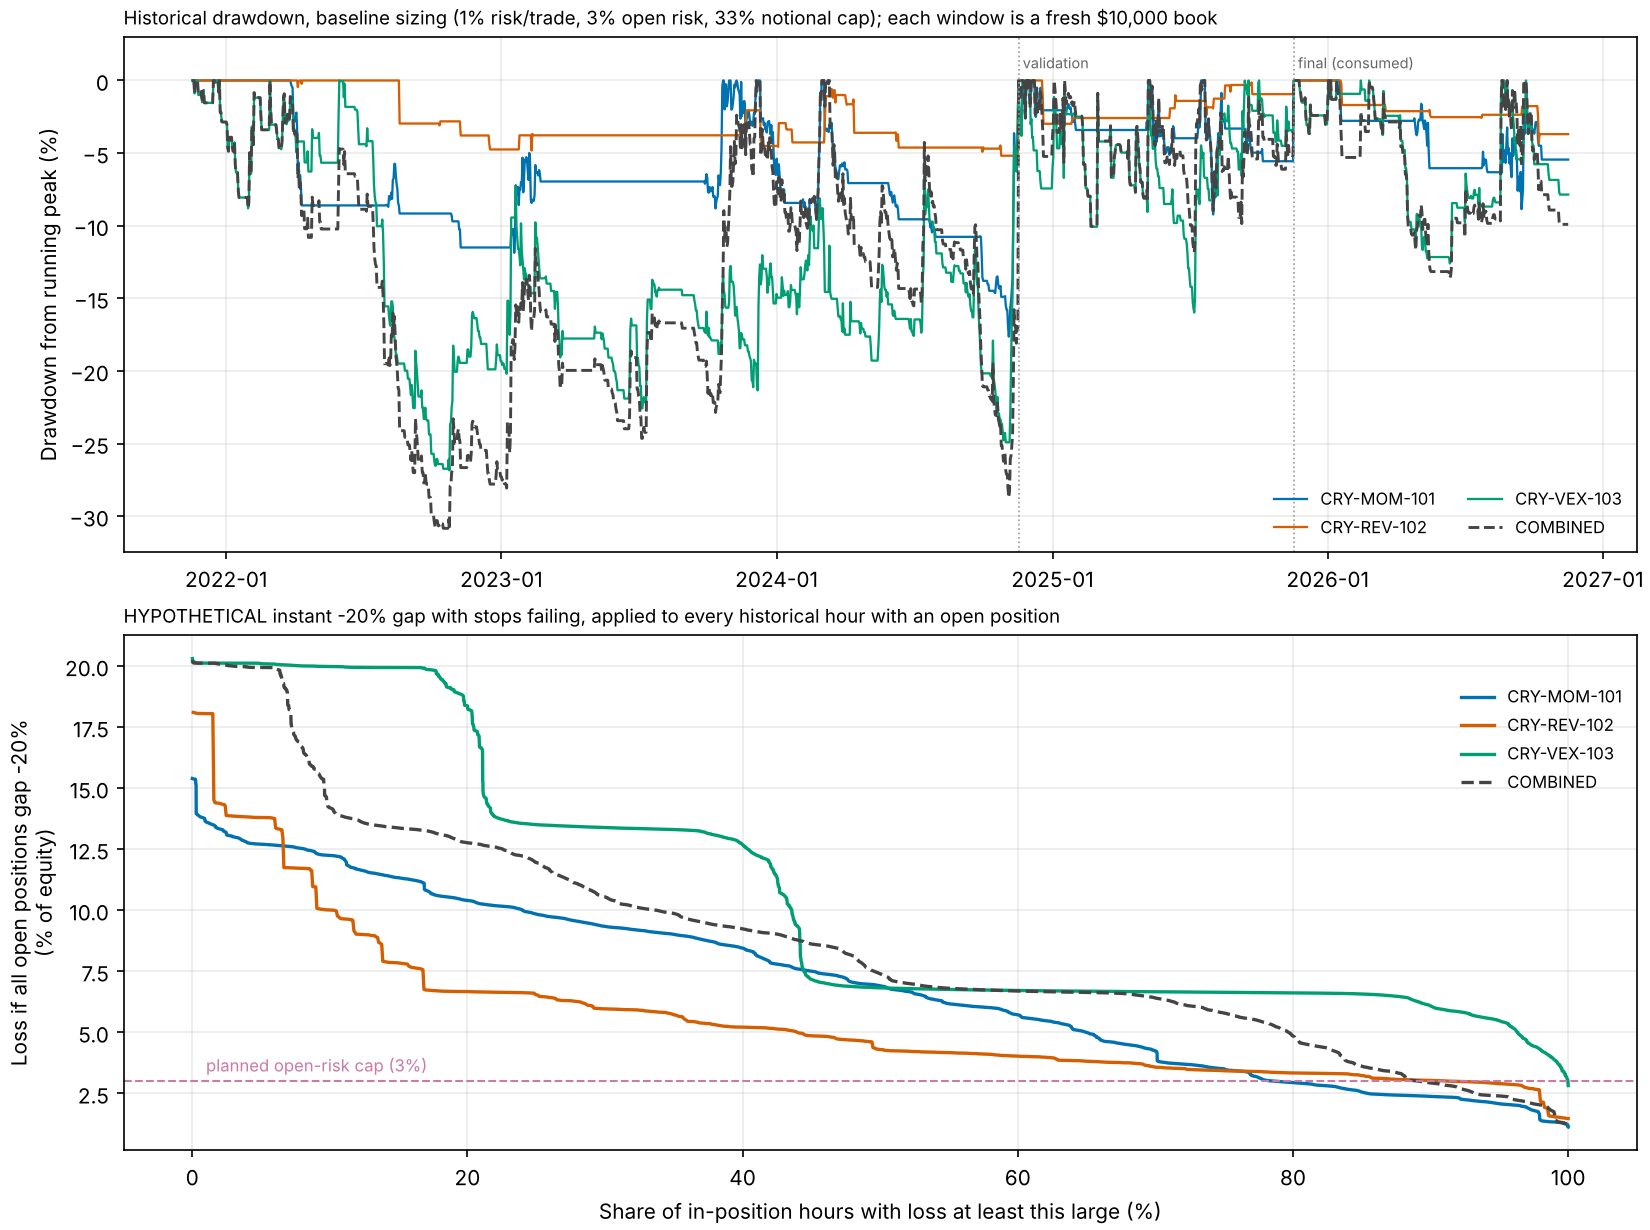 Historical drawdown, baseline sizing (1% risk/trade, 3% open risk, 33% notional cap); each window is a fresh $10,000 book
validation
final (consumed)
Drawdown from running peak (%)
0
−5
−10
−15
−20
−25
−30
CRY-MOM-101
CRY-REV-102
CRY-VEX-103
COMBINED
2022-01
2023-01
2024-01
2025-01
2026-01
2027-01
HYPOTHETICAL instant -20% gap with stops failing, applied to every historical hour with an open position
Loss if all open positions gap -20%
(% of equity)
20.0
17.5
15.0
12.5
10.0
7.5
5.0
2.5
CRY-MOM-101
CRY-REV-102
CRY-VEX-103
COMBINED
planned open-risk cap (3%)
0
20
40
60
80
100
Share of in-position hours with loss at least this large (%)